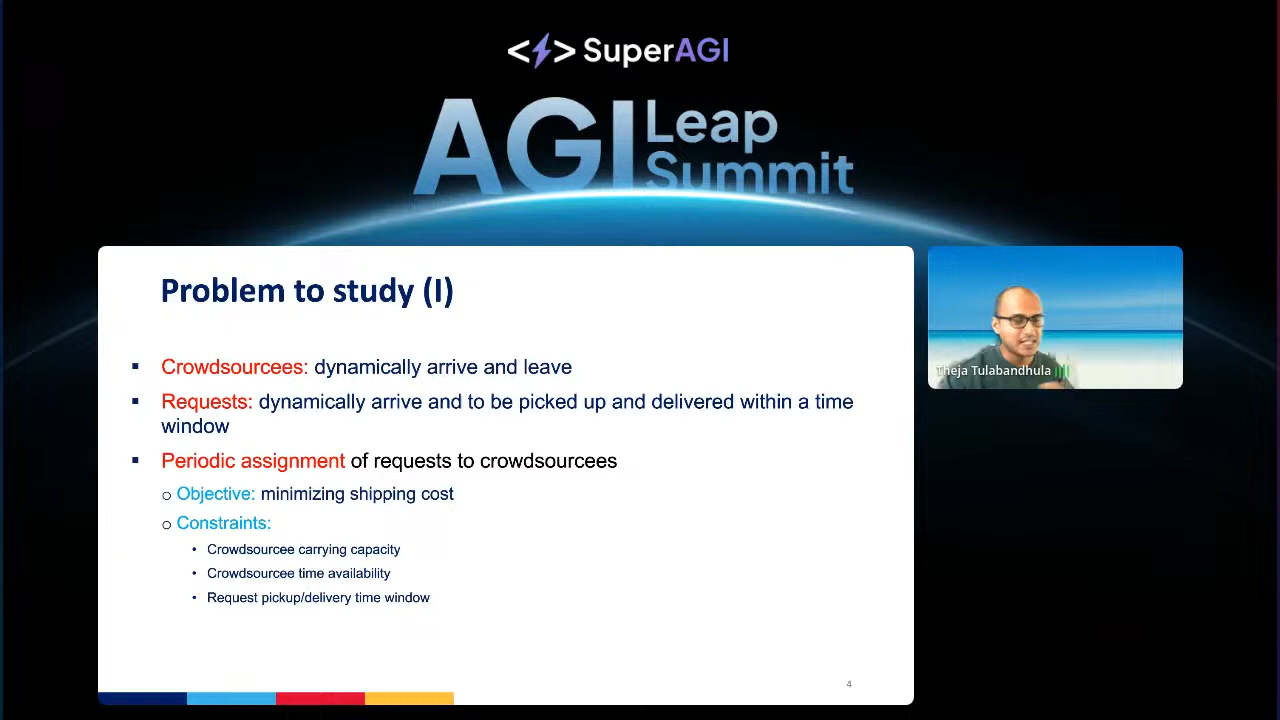 <⚡> SuperAGI
AGI Leap
Summit
Problem to study (I)
▪ Crowdsourcees: dynamically arrive and leave
▪ Requests: dynamically arrive and to be picked up and delivered within a time
window
▪ Periodic assignment of requests to crowdsourcees
o Objective: minimizing shipping cost
o Constraints:
• Crowdsourcee carrying capacity
• Crowdsourcee time availability
• Request pickup/delivery time window
4
Theja Tulabandhula